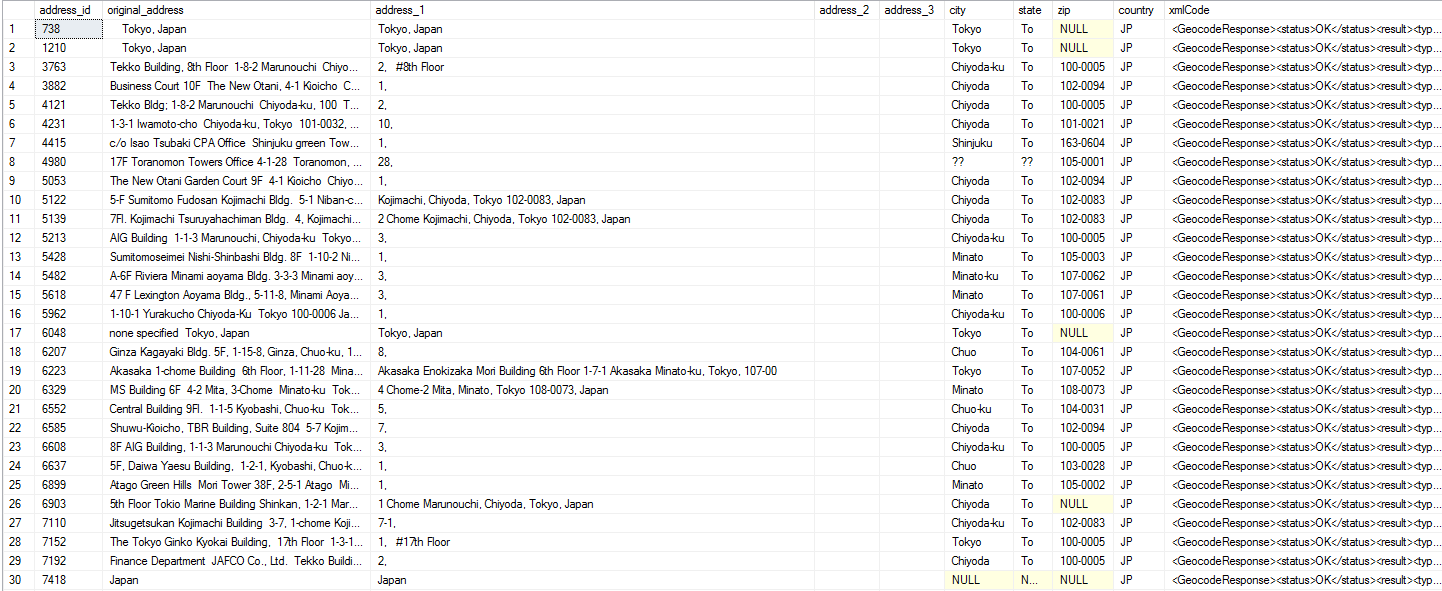 address_id original_address address_1 address_2 address_3 city state zip country xmlCode
1 738 Tokyo, Japan Tokyo, Japan Tokyo To NULL JP <GeocodeResponse><status>OK</status><result><typ...
2 1210 Tokyo, Japan Tokyo, Japan Tokyo To NULL JP <GeocodeResponse><status>OK</status><result><typ...
3 3763 Tekko Building, 8th Floor 1-8-2 Marunouchi Chiyo... 2, #8th Floor Chiyoda-ku To 100-0005 JP <GeocodeResponse><status>OK</status><result><typ...
4 3882 Business Court 10F The New Otani, 4-1 Kioicho C... 1, Chiyoda To 102-0094 JP <GeocodeResponse><status>OK</status><result><typ...
5 4121 Tekko Bldg; 1-8-2 Marunouchi Chiyoda-ku, 100 T... 2, Chiyoda To 100-0005 JP <GeocodeResponse><status>OK</status><result><typ...
6 4231 1-3-1 Iwamoto-cho Chiyoda-ku, Tokyo 101-0032, ... 10, Chiyoda To 101-0021 JP <GeocodeResponse><status>OK</status><result><typ...
7 4415 c/o Isao Tsubaki CPA Office Shinjuku grreen Tow... 1, Shinjuku To 163-0604 JP <GeocodeResponse><status>OK</status><result><typ...
8 4980 17F Toranomon Towers Office 4-1-28 Toranomon, ... 28, ?? ?? 105-0001 JP <GeocodeResponse><status>OK</status><result><typ...
9 5053 The New Otani Garden Court 9F 4-1 Kioicho Chiyo... 1, Chiyoda To 102-0094 JP <GeocodeResponse><status>OK</status><result><typ...
10 5122 5-F Sumitomo Fudosan Kojimachi Bldg. 5-1 Niban-c... Kojimachi, Chiyoda, Tokyo 102-0083, Japan Chiyoda To 102-0083 JP <GeocodeResponse><status>OK</status><result><typ...
11 5139 7Fl. Kojimachi Tsuruyahachiman Bldg. 4, Kojimachi... 2 Chome Kojimachi, Chiyoda, Tokyo 102-0083, Japan Chiyoda To 102-0083 JP <GeocodeResponse><status>OK</status><result><typ...
12 5213 AIG Building 1-1-3 Marunouchi, Chiyoda-ku Tokyo... 3, Chiyoda-ku To 100-0005 JP <GeocodeResponse><status>OK</status><result><typ...
13 5428 Sumitomoseimei Nishi-Shinbashi Bldg. 8F 1-10-2 Ni... 1, Minato To 105-0003 JP <GeocodeResponse><status>OK</status><result><typ...
14 5482 A-6F Riviera Minami aoyama Bldg. 3-3-3 Minami aoy... 3, Minato-ku To 107-0062 JP <GeocodeResponse><status>OK</status><result><typ...
15 5618 47 F Lexington Aoyama Bldg., 5-11-8, Minami Aoya... 3, Minato To 107-0061 JP <GeocodeResponse><status>OK</status><result><typ...
16 5962 1-10-1 Yurakucho Chiyoda-Ku Tokyo 100-0006 Ja... 1, Chiyoda-ku To 100-0006 JP <GeocodeResponse><status>OK</status><result><typ...
17 6048 none specified Tokyo, Japan Tokyo, Japan Tokyo To NULL JP <GeocodeResponse><status>OK</status><result><typ...
18 6207 Ginza Kagayaki Bldg. 5F, 1-15-8, Ginza, Chuo-ku, 1... 8, Chuo To 104-0061 JP <GeocodeResponse><status>OK</status><result><typ...
19 6223 Akasaka 1-chome Building 6th Floor, 1-11-28 Mina... Akasaka Enokizaka Mori Building 6th Floor 1-7-1 Akasaka Minato-ku, Tokyo, 107-00 Tokyo To 107-0052 JP <GeocodeResponse><status>OK</status><result><typ...
20 6329 MS Building 6F 4-2 Mita, 3-Chome Minato-ku Tok... 4 Chome-2 Mita, Minato, Tokyo 108-0073, Japan Minato To 108-0073 JP <GeocodeResponse><status>OK</status><result><typ...
21 6552 Central Building 9Fl. 1-1-5 Kyobashi, Chuo-ku Tok... 5, Chuo-ku To 104-0031 JP <GeocodeResponse><status>OK</status><result><typ...
22 6585 Shuwu-Kioicho, TBR Building, Suite 804 5-7 Kojim... 7, Chiyoda To 102-0094 JP <GeocodeResponse><status>OK</status><result><typ...
23 6608 8F AIG Building, 1-1-3 Marunouchi Chiyoda-ku Tok... 3, Chiyoda-ku To 100-0005 JP <GeocodeResponse><status>OK</status><result><typ...
24 6637 5F, Daiwa Yaesu Building, 1-2-1, Kyobashi, Chuo-k... 1, Chuo To 103-0028 JP <GeocodeResponse><status>OK</status><result><typ...
25 6899 Atago Green Hills Mori Tower 38F, 2-5-1 Atago Mi... 1, Minato To 105-0002 JP <GeocodeResponse><status>OK</status><result><typ...
26 6903 5th Floor Tokio Marine Building Shinkan, 1-2-1 Mar... 1 Chome Marunouchi, Chiyoda, Tokyo, Japan Chiyoda To NULL JP <GeocodeResponse><status>OK</status><result><typ...
27 7110 Jitsugetsukan Kojimachi Building 3-7, 1-chome Koji... 7-1, Chiyoda-ku To 102-0083 JP <GeocodeResponse><status>OK</status><result><typ...
28 7152 The Tokyo Ginko Kyokai Building, 17th Floor 1-3-1... 1, #17th Floor Tokyo To 100-0005 JP <GeocodeResponse><status>OK</status><result><typ...
29 7192 Finance Department JAFCO Co., Ltd. Tekko Buildi... 2, Chiyoda To 100-0005 JP <GeocodeResponse><status>OK</status><result><typ...
30 7418 Japan Japan NULL N... NULL JP <GeocodeResponse><status>OK</status><result><typ...